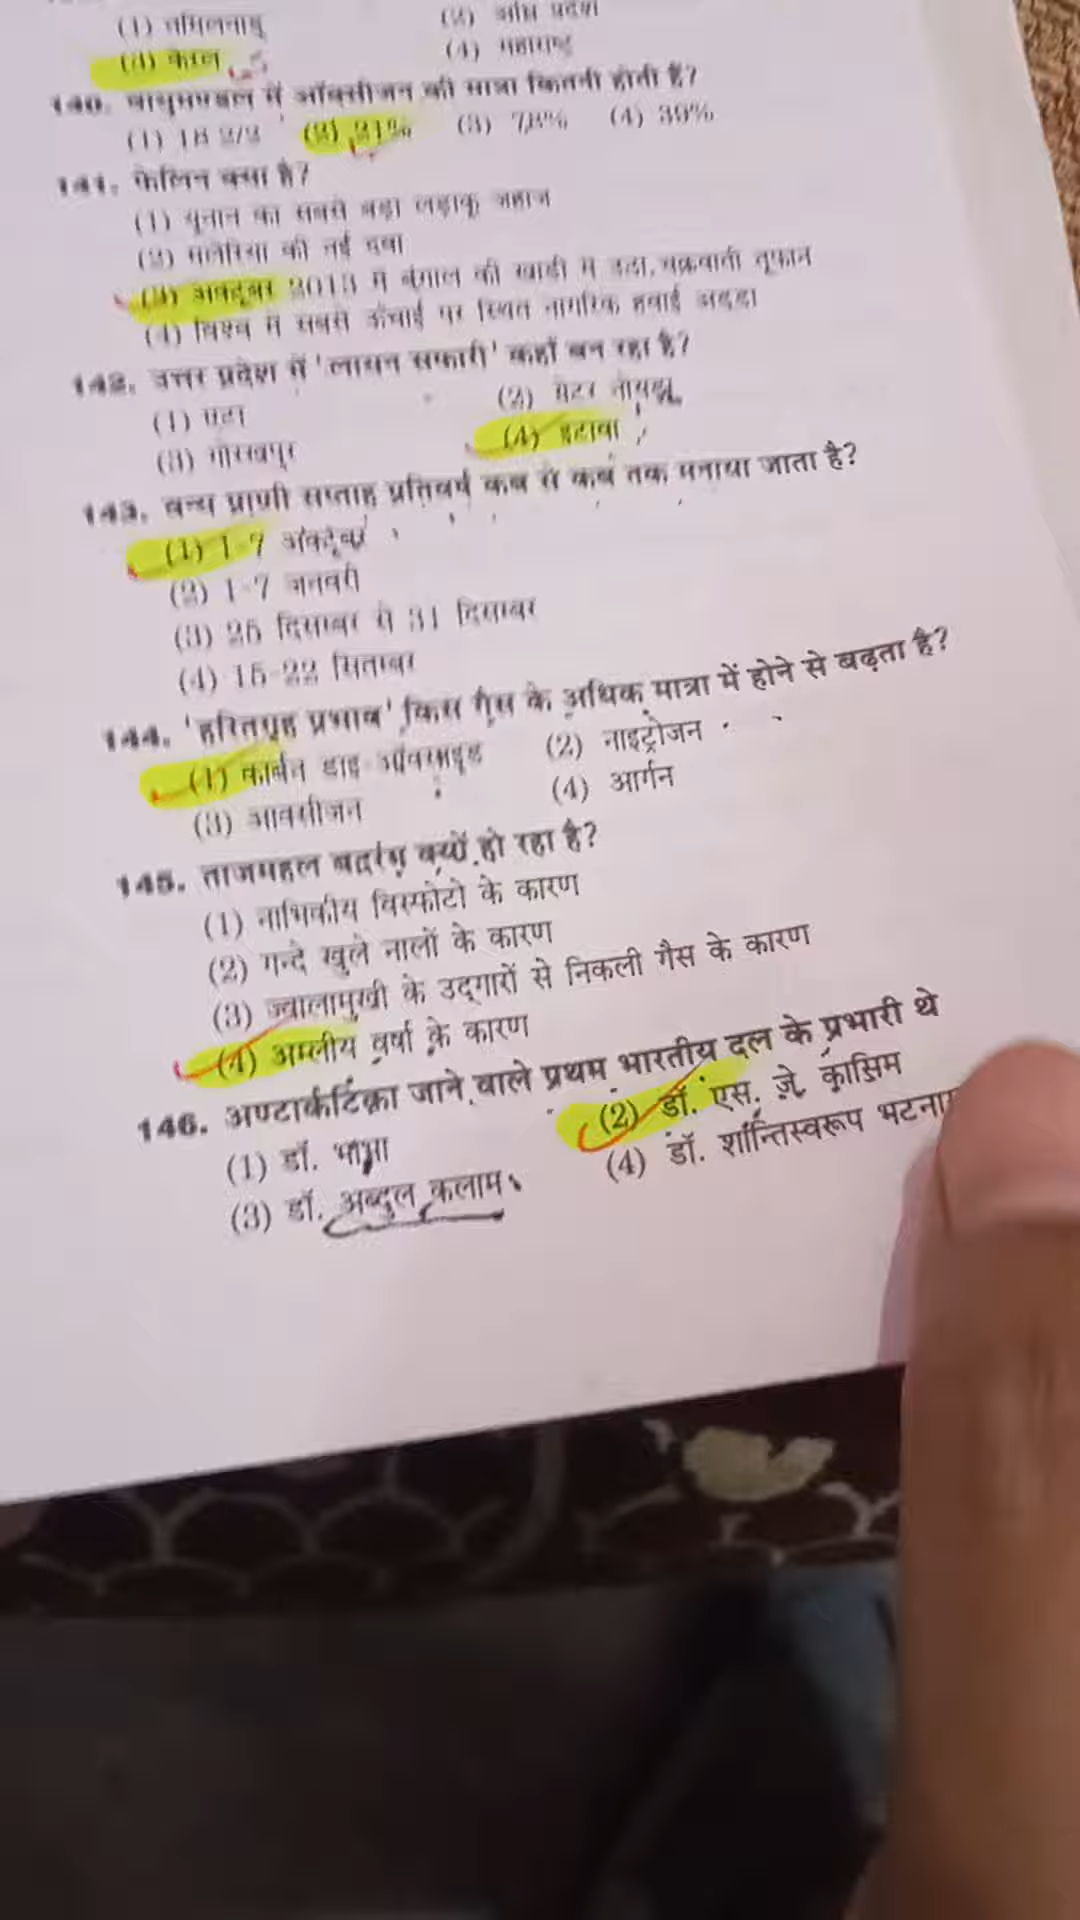 (1) तमिलनाडु (2) आंध्र प्रदेश
(3) केरल (4) महाराष्ट्र
140. वायुमण्डल में ऑक्सीजन की मात्रा कितनी होती है?
(1) (2) 21% (3) 78% (4) 39%
141. फेलिन क्या है?
(1) यूनान का सबसे बड़ा लड़ाकू जहाज
(2) मलेरिया की नई दवा
(3) अक्टूबर 2013 में बंगाल की खाड़ी में उठा चक्रवाती तूफान
(4) विश्व में सबसे ऊँचाई पर स्थित नागरिक हवाई अड्डा
142. उत्तर प्रदेश में 'लायन सफारी' कहाँ बन रहा है?
(1) एटा (2) ग्रेटर नोयडा
(3) गोरखपुर (4) इटावा
143. वन्य प्राणी सप्ताह प्रतिवर्ष कब से कब तक मनाया जाता है?
(1) 1-7 अक्टूबर
(2) 1-7 जनवरी
(3) 25 दिसम्बर से 31 दिसम्बर
(4) 15-22 सितम्बर
144. 'हरितगृह प्रभाव' किस गैस के अधिक मात्रा में होने से बढ़ता है?
(1) कार्बन डाइ ऑक्साइड (2) नाइट्रोजन
(3) आक्सीजन (4) आर्गन
145. ताजमहल बदरंग क्यों हो रहा है?
(1) नाभिकीय विस्फोटो के कारण
(2) गन्दे खुले नालों के कारण
(3) ज्वालामुखी के उद्गारों से निकली गैस के कारण
(4) अम्लीय वर्षा के कारण
146. अण्टार्कटिका जाने वाले प्रथम भारतीय दल के प्रभारी थे
(1) डॉ. भाभा (2) डॉ. एस. जे. कासिम
(3) डॉ. अब्दुल कलाम (4) डॉ. शान्तिस्वरूप